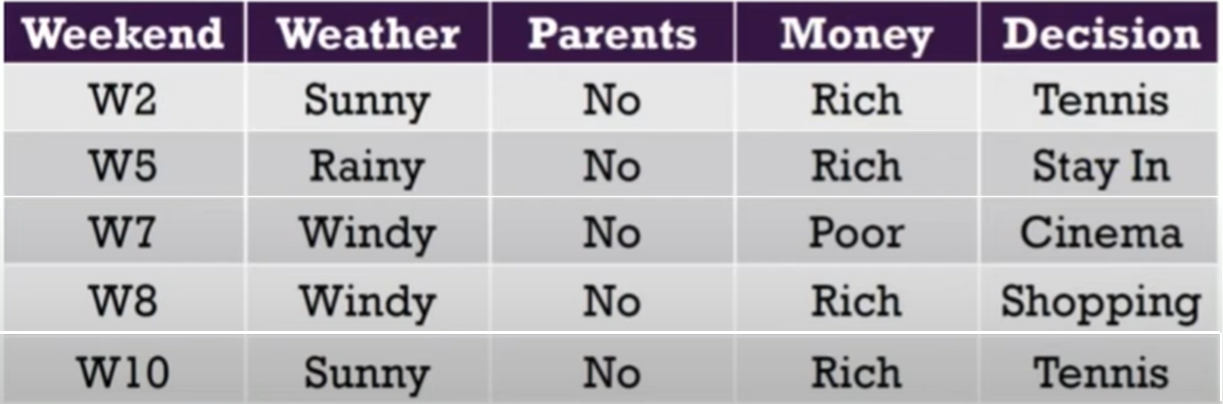 Weekend Weather Parents Money Decision
W2 Sunny No Rich Tennis
W5 Rainy No Rich Stay In
W7 Windy No Poor Cinema
W8 Windy No Rich Shopping
W10 Sunny No Rich Tennis